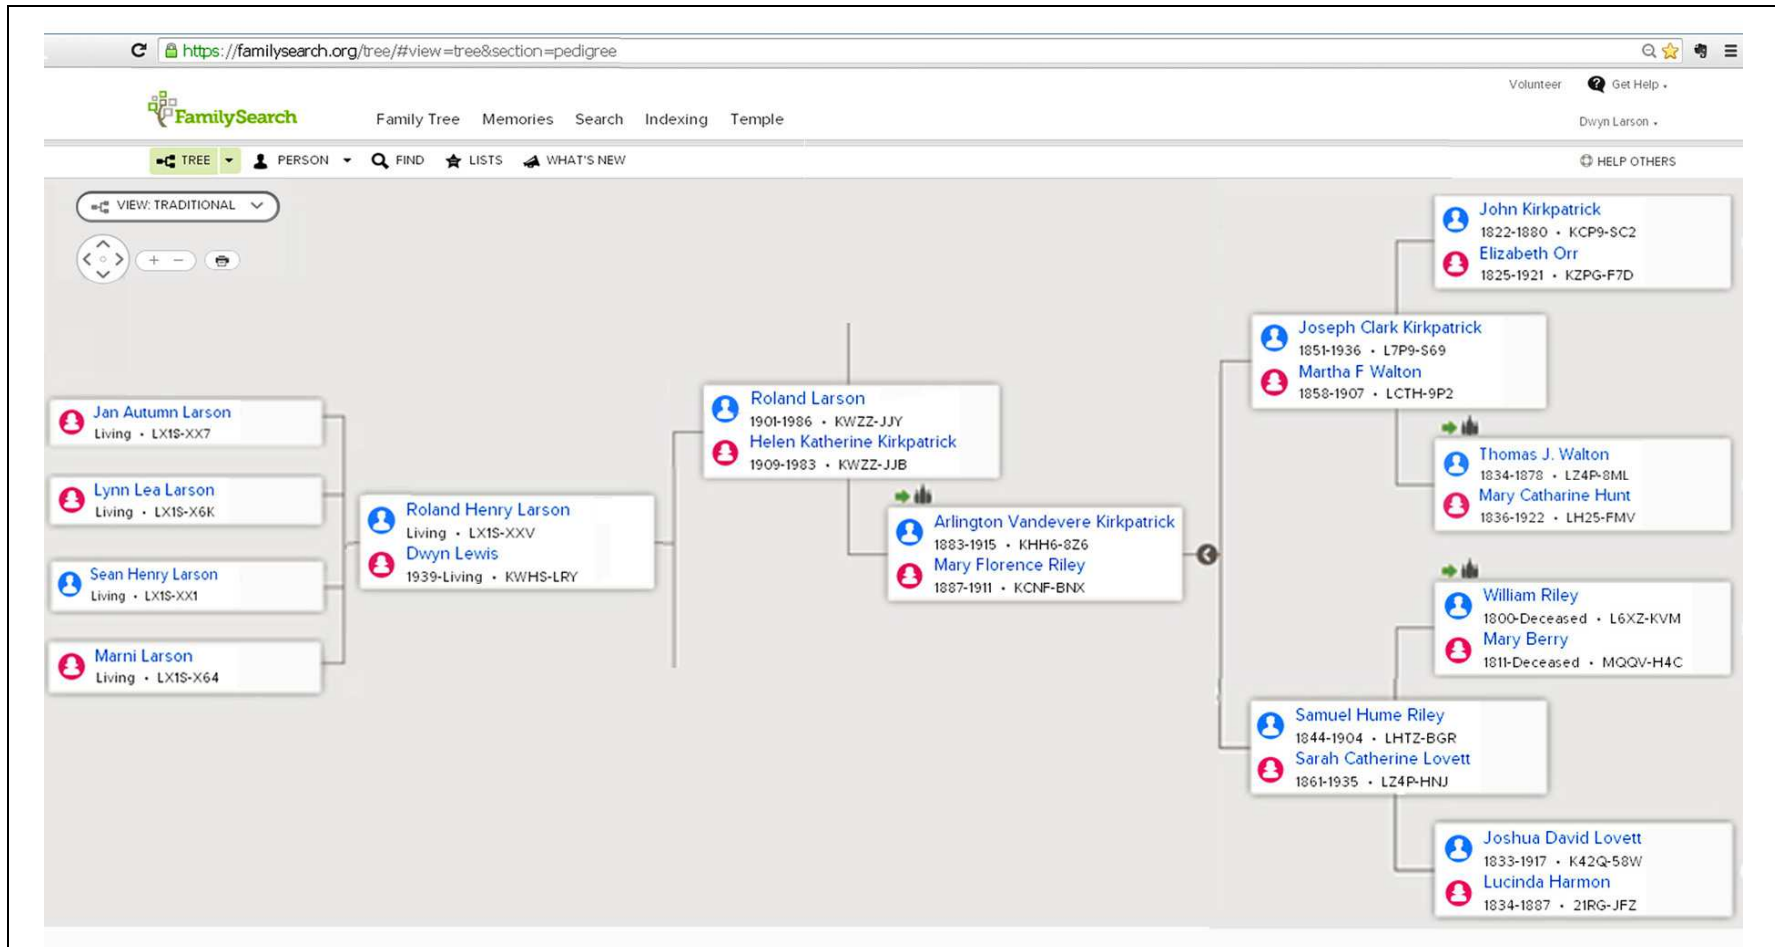 https://familysearch.org/tree/#view=tree&section=pedigree
Volunteer Get Help
FamilySearch Family Tree Memories Search Indexing Temple
Dwyn Larson
TREE PERSON FIND LISTS WHAT'S NEW HELP OTHERS
VIEW: TRADITIONAL
Jan Autumn Larson
Living • LX1S-XX7
Lynn Lea Larson
Living • LX1S-X6K
Sean Henry Larson
Living • LX1S-XX1
Marni Larson
Living • LX1S-X64
Roland Henry Larson
Living • LX1S-XXV
Dwyn Lewis
1939-Living • KWHS-LRY
Roland Larson
1901-1986 • KWZZ-JJY
Helen Katherine Kirkpatrick
1909-1983 • KWZZ-JJB
Arlington Vandevere Kirkpatrick
1883-1915 • KHH6-8Z6
Mary Florence Riley
1887-1911 • KCNF-BNX
Joseph Clark Kirkpatrick
1851-1936 • L7P9-S69
Martha F Walton
1858-1907 • LCTH-9P2
Samuel Hume Riley
1844-1904 • LHTZ-BGR
Sarah Catherine Lovett
1861-1935 • LZ4P-HNJ
John Kirkpatrick
1822-1880 • KCP9-SC2
Elizabeth Orr
1825-1921 • KZPG-F7D
Thomas J. Walton
1834-1878 • LZ4P-8ML
Mary Catharine Hunt
1836-1922 • LH25-FMV
William Riley
1800-Deceased • L6XZ-KVM
Mary Berry
1811-Deceased • MQQV-H4C
Joshua David Lovett
1833-1917 • K42Q-58W
Lucinda Harmon
1834-1887 • 21RG-JFZ